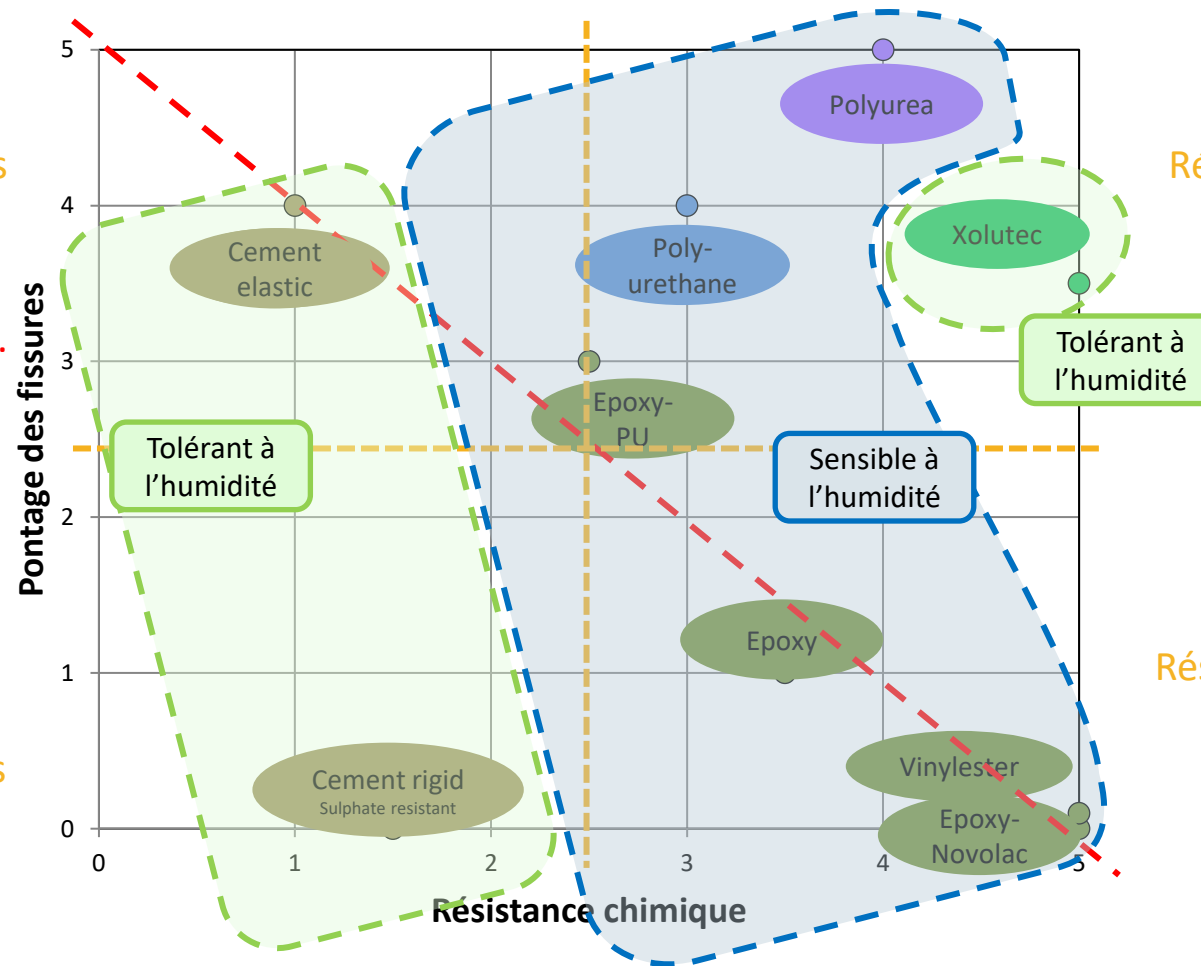 5
4
3
2
1
0
0
1
2
3
4
5
Pontage des fissures
Résistance chimique
Polyurea
s
Ré
Xolutec
Cement
elastic
Poly-
urethane
Tolérant à
l’humidité
Epoxy-
PU
Tolérant à
l’humidité
Sensible à
l’humidité
Epoxy
Rés
s
Cement rigid
Sulphate resistant
Vinylester
Epoxy-
Novolac